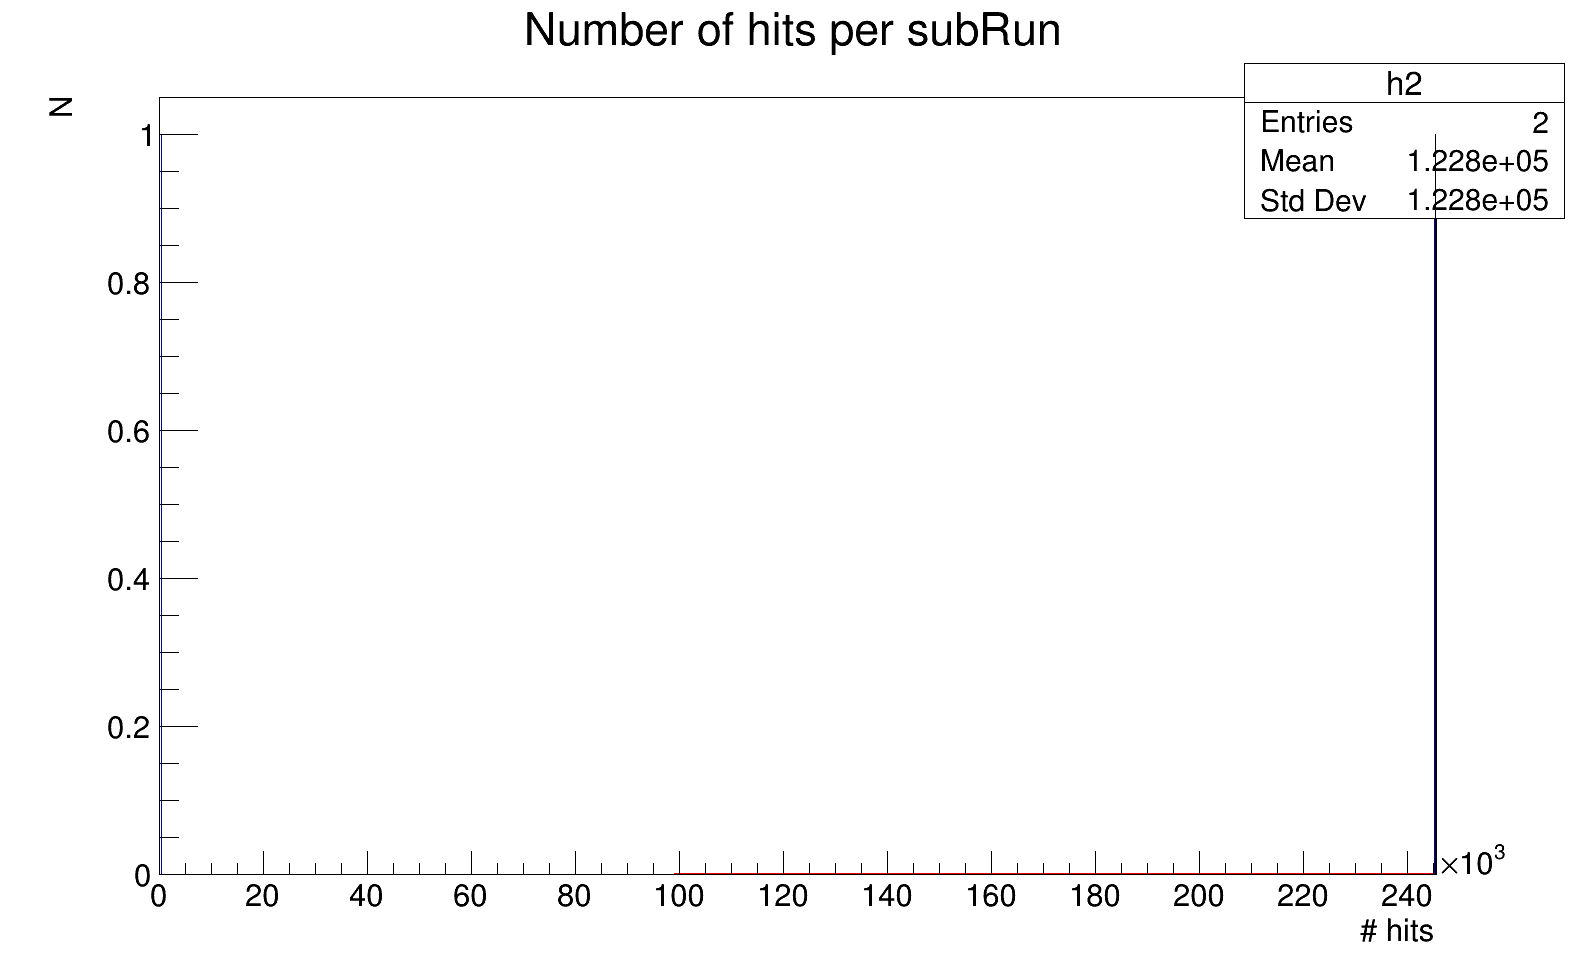 Number of hits per subRun
h2
Entries 2
Mean 1.228e+05
Std Dev 1.228e+05
N
1
0.8
0.6
0.4
0.2
0
0 20 40 60 80 100 120 140 160 180 200 220 240
×10³
# hits